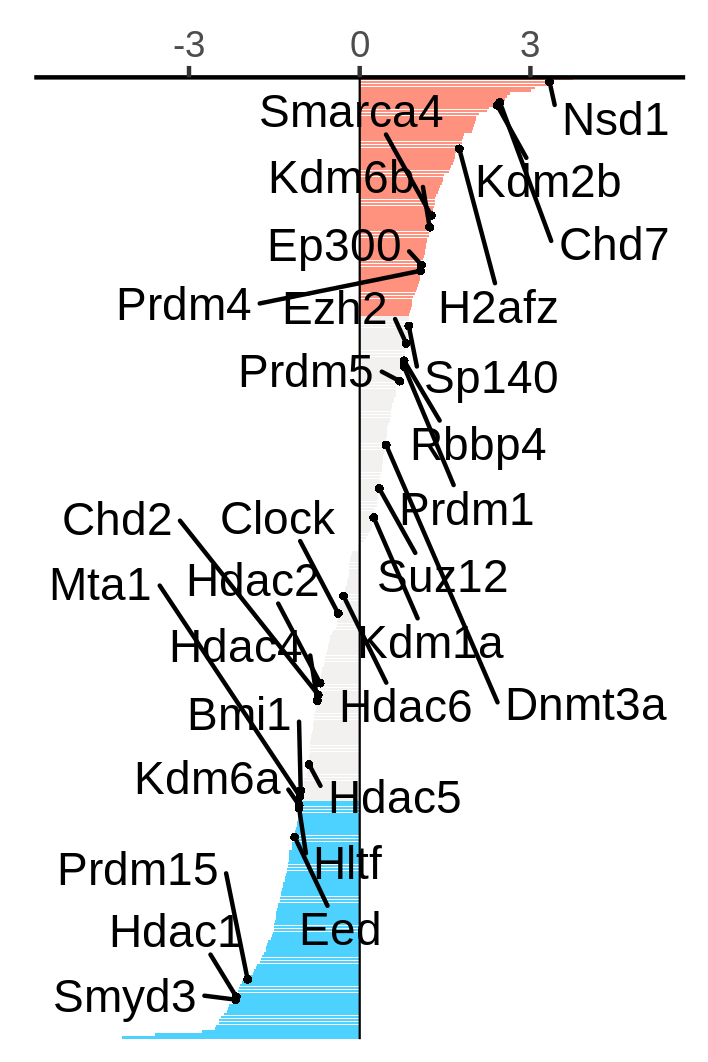 -3 0 3
Smarca4
Nsd1
Kdm6b
Kdm2b
Ep300
Chd7
Prdm4
Ezh2
H2afz
Prdm5
Sp140
Rbbp4
Prdm1
Chd2
Clock
Mta1
Hdac2
Suz12
Hdac4
Kdm1a
Bmi1
Hdac6
Dnmt3a
Kdm6a
Hdac5
Prdm15
Hltf
Hdac1
Eed
Smyd3